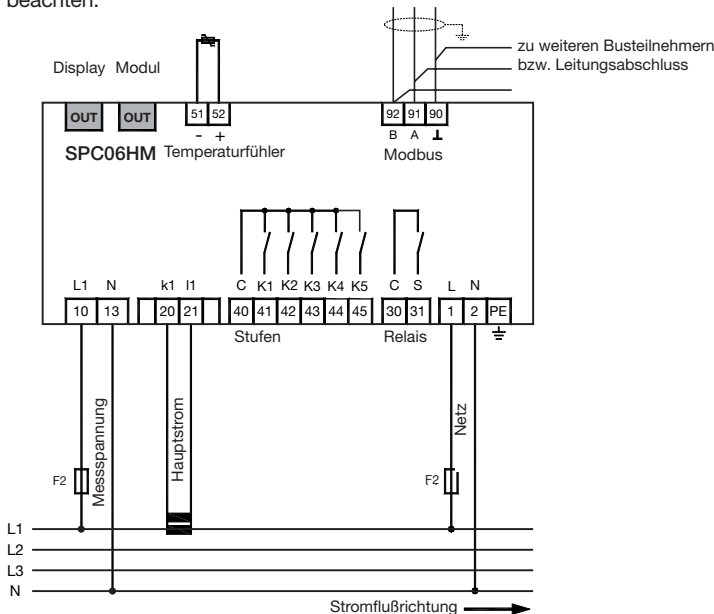 beachten.
zu weiteren Busteilnehmern
bzw. Leitungsabschluss
Display Modul
OUT OUT 51 52 92 91 90
- + B A ⊥
SPC06HM Temperaturfühler Modbus
L1 N k1 l1 C K1 K2 K3 K4 K5 C S L N
10 13 20 21 40 41 42 43 44 45 30 31 1 2 PE
Stufen Relais
Messspannung
Hauptstrom
Netz
F2 F2
L1
L2
L3
N
Stromflußrichtung